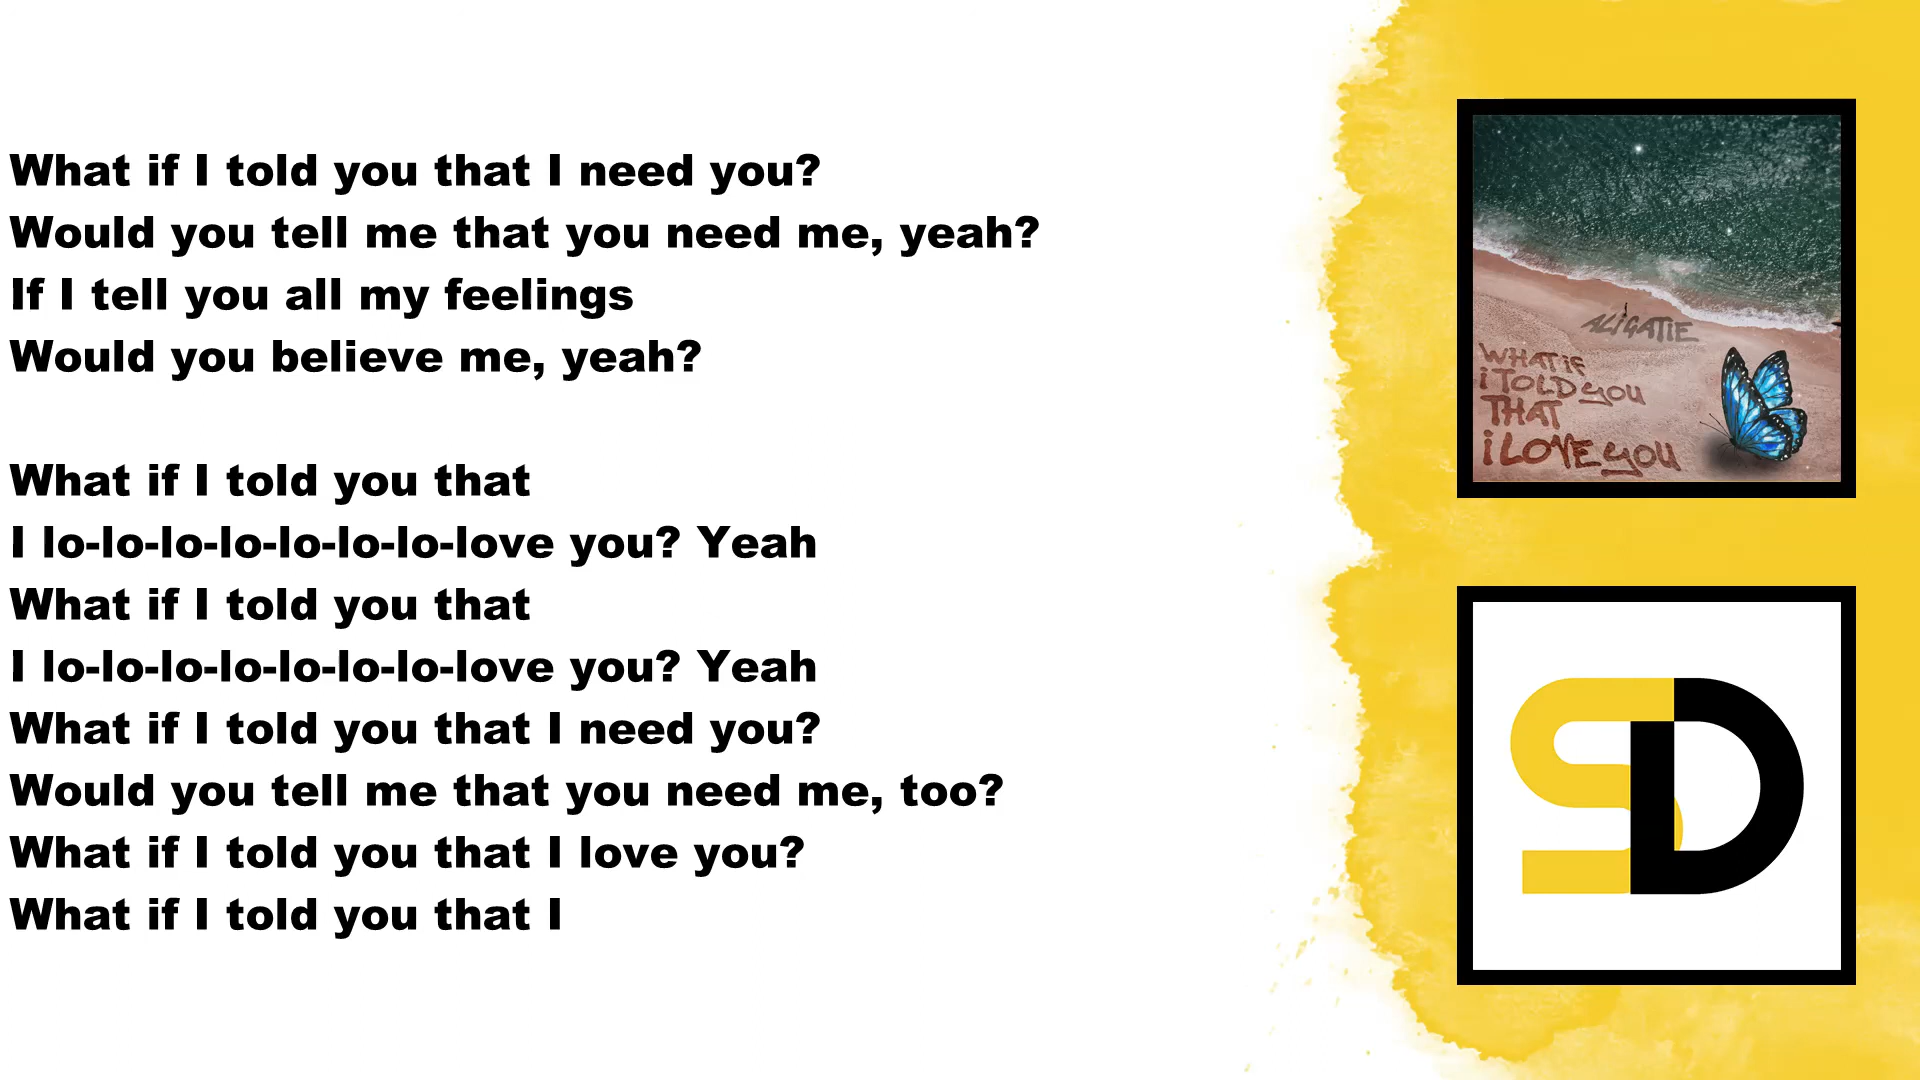 What if I told you that I need you?
Would you tell me that you need me, yeah?
If I tell you all my feelings
Would you believe me, yeah?
What if I told you that
I lo-lo-lo-lo-lo-lo-lo-love you? Yeah
What if I told you that
I lo-lo-lo-lo-lo-lo-lo-love you? Yeah
What if I told you that I need you?
Would you tell me that you need me, too?
What if I told you that I love you?
What if I told you that I
ALI GATIE
WHAT IF
i TOLD yOU
THAT
i LOVE yOU
SD